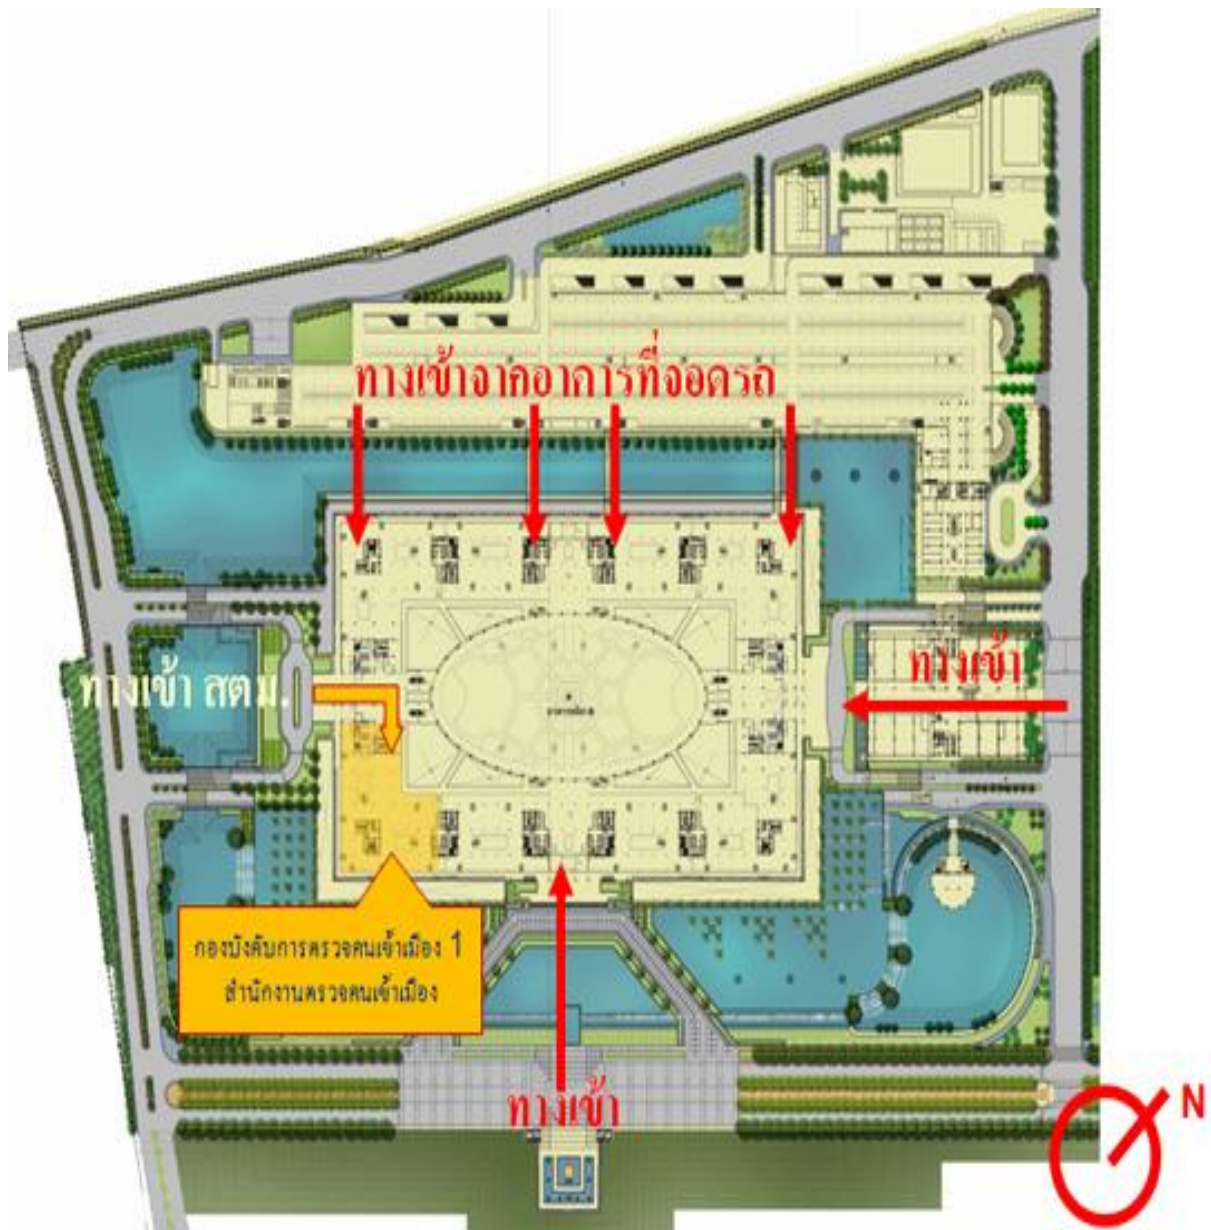 ทางเข้าจาคอาคารที่จอดรถ
ทางเข้า สตม.
ทางเข้า
กองบังคับการตรวจคนเข้าเมือง 1
สำนักงานตรวจคนเข้าเมือง
ทางเข้า
N